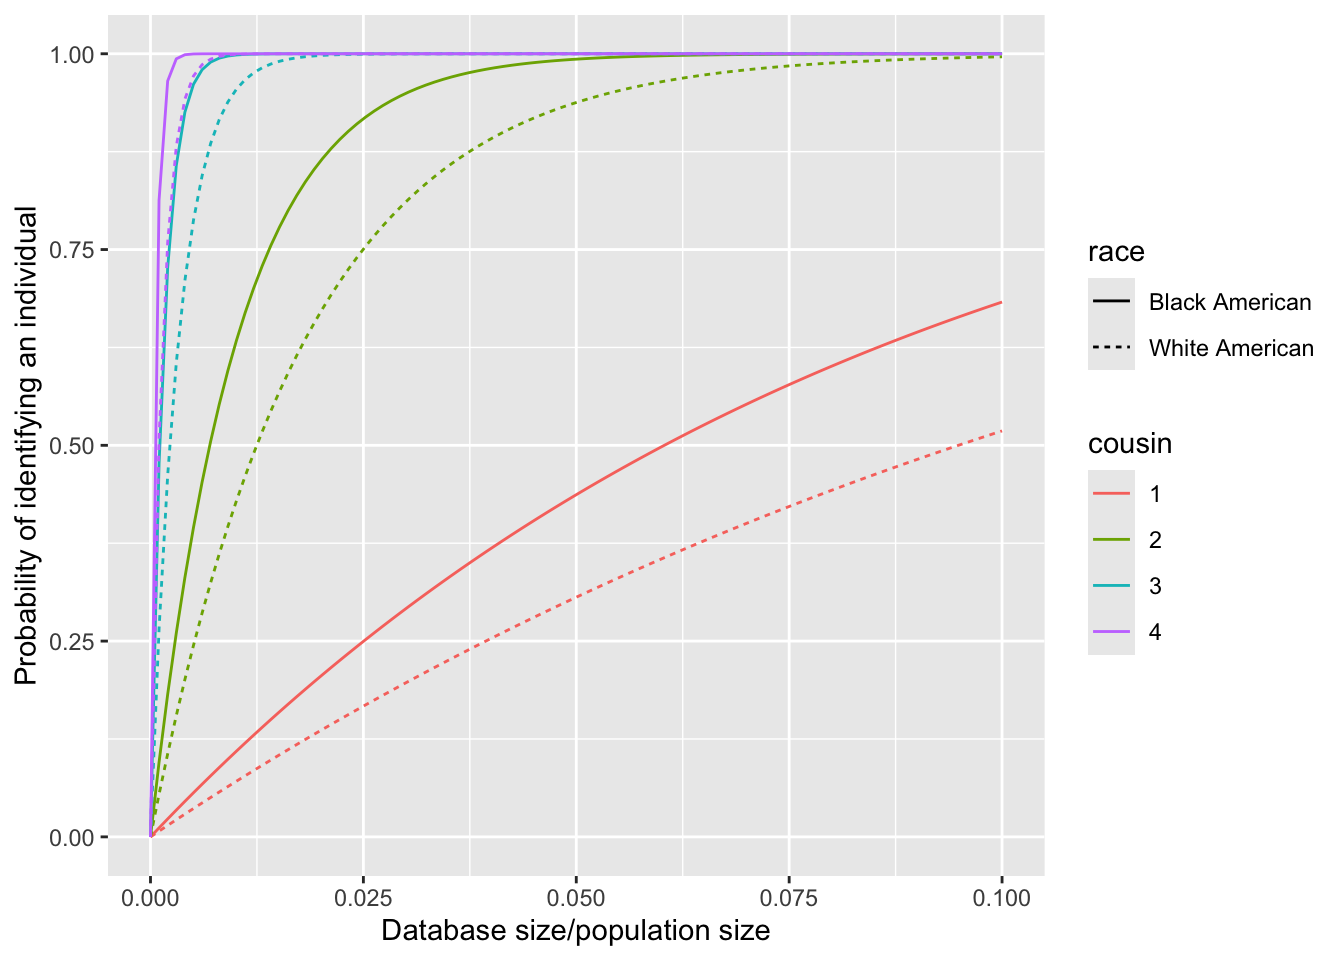 Probability of identifying an individual
1.00
0.75
0.50
0.25
0.00
0.000 0.025 0.050 0.075 0.100
Database size/population size
race
Black American
White American
cousin
1
2
3
4